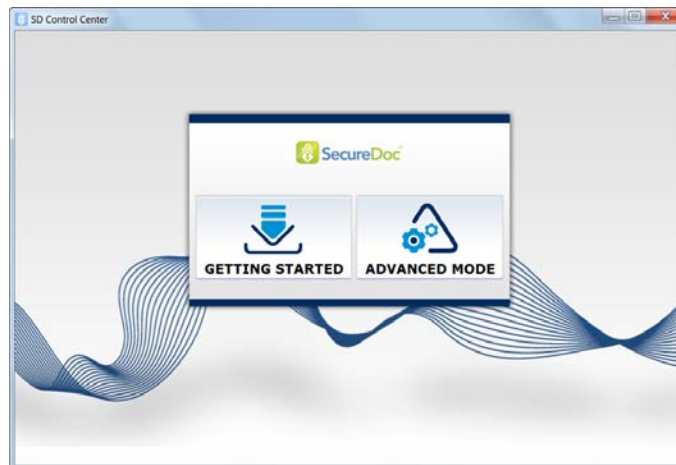 SD Control Center
SecureDoc
GETTING STARTED
ADVANCED MODE